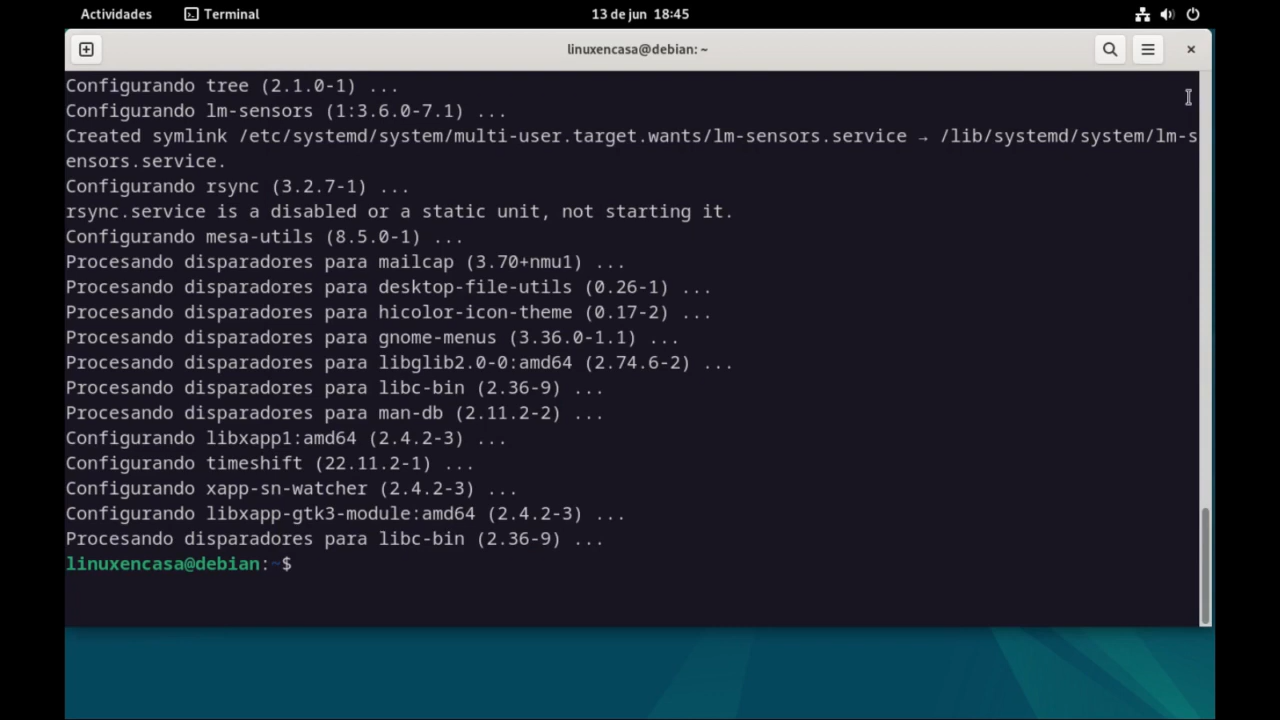 Actividades Terminal 13 de jun 18:45
linuxencasa@debian: ~
Configurando tree (2.1.0-1) ...
Configurando lm-sensors (1:3.6.0-7.1) ...
Created symlink /etc/systemd/system/multi-user.target.wants/lm-sensors.service → /lib/systemd/system/lm-s
ensors.service.
Configurando rsync (3.2.7-1) ...
rsync.service is a disabled or a static unit, not starting it.
Configurando mesa-utils (8.5.0-1) ...
Procesando disparadores para mailcap (3.70+nmu1) ...
Procesando disparadores para desktop-file-utils (0.26-1) ...
Procesando disparadores para hicolor-icon-theme (0.17-2) ...
Procesando disparadores para gnome-menus (3.36.0-1.1) ...
Procesando disparadores para libglib2.0-0:amd64 (2.74.6-2) ...
Procesando disparadores para libc-bin (2.36-9) ...
Procesando disparadores para man-db (2.11.2-2) ...
Configurando libxapp1:amd64 (2.4.2-3) ...
Configurando timeshift (22.11.2-1) ...
Configurando xapp-sn-watcher (2.4.2-3) ...
Configurando libxapp-gtk3-module:amd64 (2.4.2-3) ...
Procesando disparadores para libc-bin (2.36-9) ...
linuxencasa@debian:~$